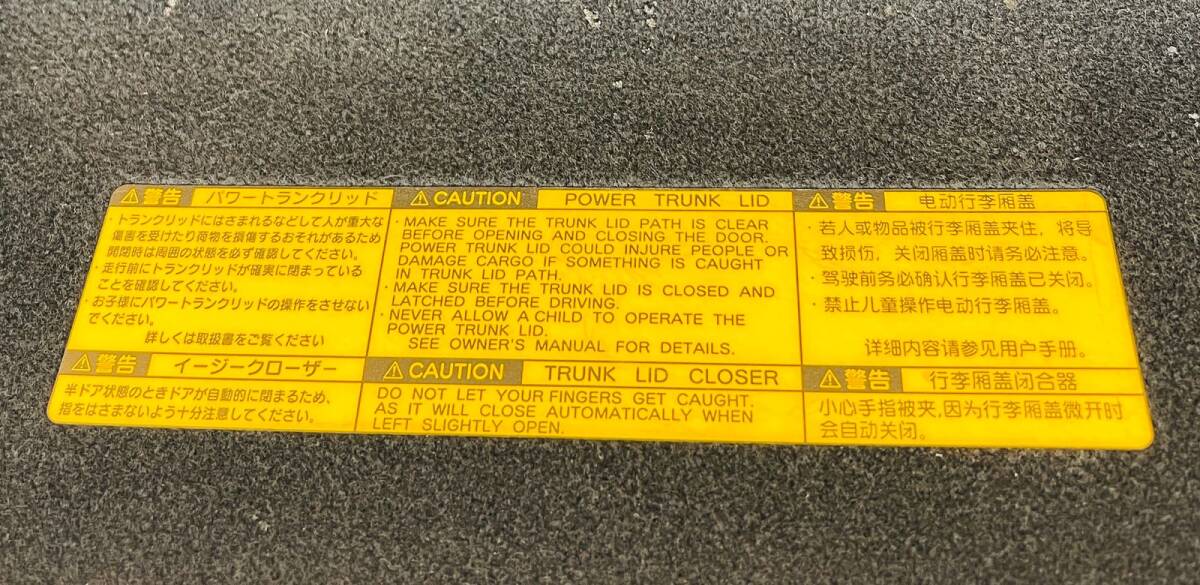 ⚠警告 パワートランクリッド
・トランクリッドにはさまれるなどして人が重大な
傷害を受けたり荷物を損傷するおそれがあるため
開閉時は周囲の状態を必ず確認してください。
・走行前にトランクリッドが確実に閉まっている
ことを確認してください。
・お子様にパワートランクリッドの操作をさせない
でください。
詳しくは取扱書をご覧ください
⚠警告 イージークローザー
半ドア状態のときドアが自動的に閉まるため、
指をはさまないよう十分注意してください。
⚠CAUTION POWER TRUNK LID
・MAKE SURE THE TRUNK LID PATH IS CLEAR
BEFORE OPENING AND CLOSING THE DOOR.
POWER TRUNK LID COULD INJURE PEOPLE OR
DAMAGE CARGO IF SOMETHING IS CAUGHT
IN TRUNK LID PATH.
・MAKE SURE THE TRUNK LID IS CLOSED AND
LATCHED BEFORE DRIVING.
・NEVER ALLOW A CHILD TO OPERATE THE
POWER TRUNK LID.
SEE OWNER'S MANUAL FOR DETAILS.
⚠CAUTION TRUNK LID CLOSER
DO NOT LET YOUR FINGERS GET CAUGHT.
AS IT WILL CLOSE AUTOMATICALLY WHEN
LEFT SLIGHTLY OPEN.
⚠警告 电动行李厢盖
・若人或物品被行李厢盖夹住，将导
致损伤，关闭厢盖时请务必注意。
・驾驶前务必确认行李厢盖已关闭。
・禁止儿童操作电动行李厢盖。
详细内容请参见用户手册。
⚠警告 行李厢盖闭合器
小心手指被夹,因为行李厢盖微开时
会自动关闭。